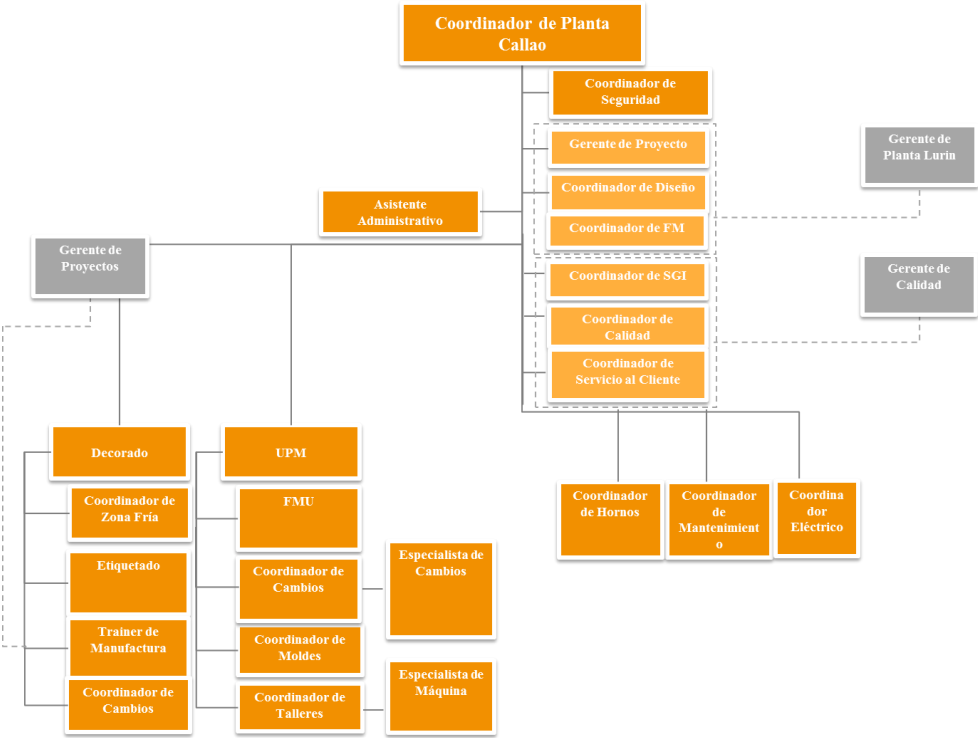 Coordinador de Planta
Callao
Coordinador de
Seguridad
Gerente de Proyecto
Gerente de
Planta Lurin
Coordinador de Diseño
Asistente
Administrativo
Coordinador de FM
Gerente de
Proyectos
Coordinador de SGI
Gerente de
Calidad
Coordinador de
Calidad
Coordinador de
Servicio al Cliente
Decorado
UPM
Coordinador de
Zona Fría
FMU
Coordinador
de Hornos
Coordinador
de
Mantenimient
o
Coordina
dor
Eléctrico
Etiquetado
Coordinador de
Cambios
Especialista de
Cambios
Trainer de
Manufactura
Coordinador de
Moldes
Coordinador de
Cambios
Coordinador de
Talleres
Especialista de
Máquina